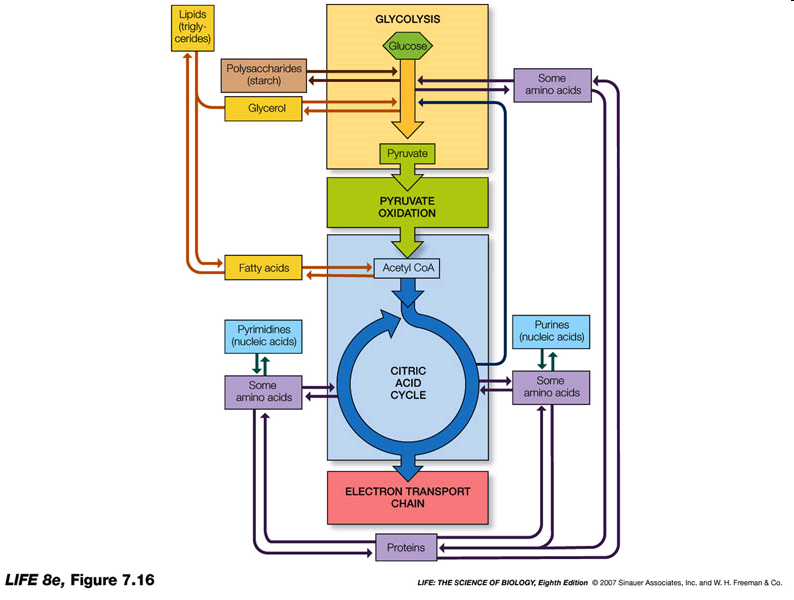 Lipids
(trigly-
cerides)
GLYCOLYSIS
Glucose
Polysaccharides
(starch)
Some
amino acids
Glycerol
Pyruvate
PYRUVATE
OXIDATION
Fatty acids
Acetyl CoA
Pyrimidines
(nucleic acids)
Purines
(nucleic acids)
CITRIC
ACID
CYCLE
Some
amino acids
Some
amino acids
ELECTRON TRANSPORT
CHAIN
Proteins
LIFE 8e, Figure 7.16
LIFE: THE SCIENCE OF BIOLOGY, Eighth Edition © 2007 Sinauer Associates, Inc. and W. H. Freeman & Co.